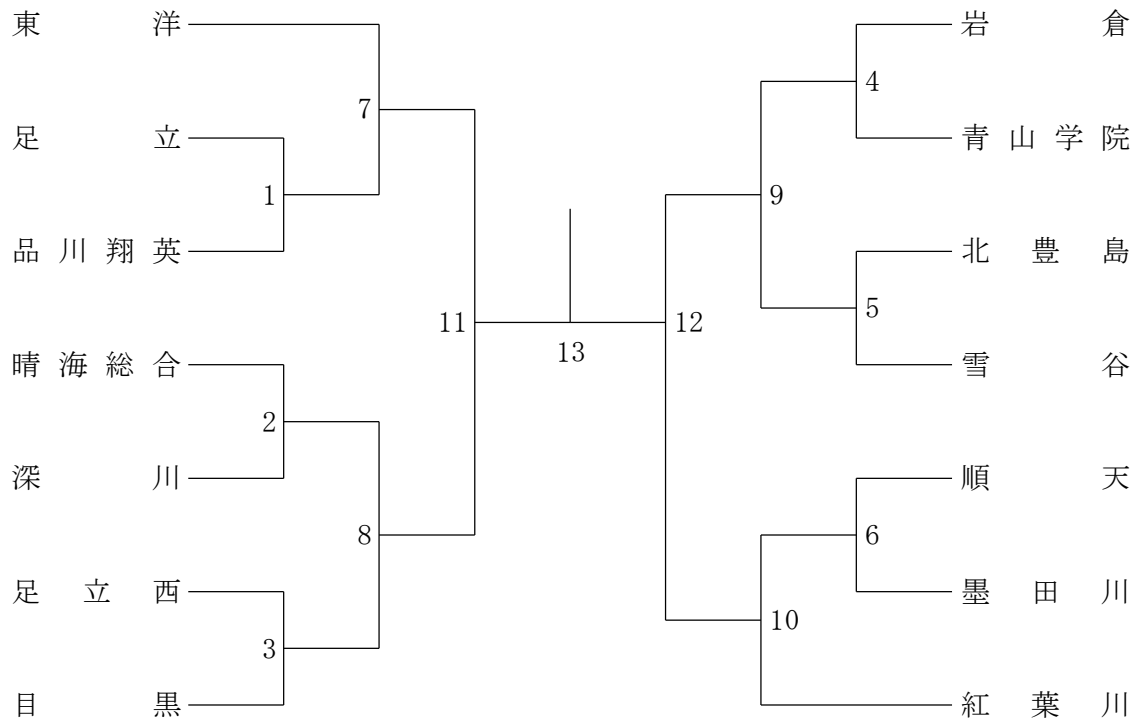 東洋
足立
品川翔英
晴海総合
深川
足立西
目黒
1
2
3
7
8
11
13
12
9
10
4
5
6
岩倉
青山学院
北豊島
雪谷
順天
墨田川
紅葉川